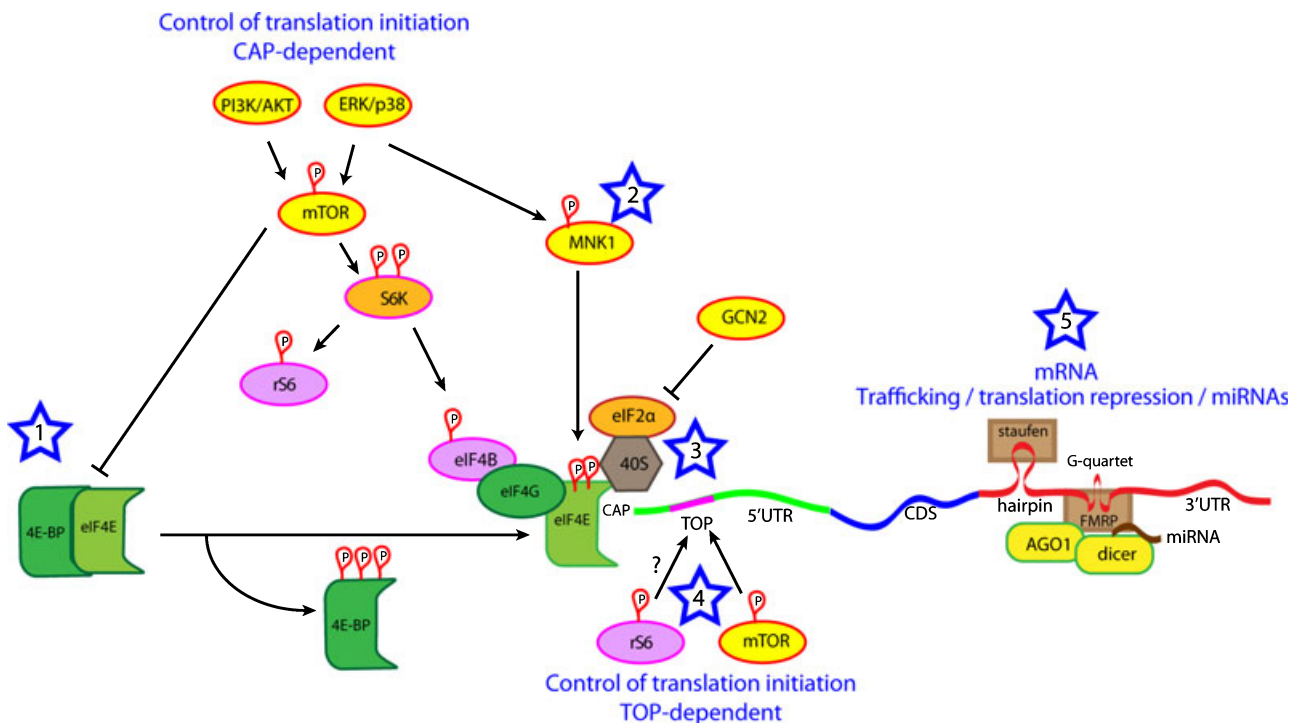 Control of translation initiation
CAP-dependent
PI3K/AKT
ERK/p38
P
mTOR
P
MNK1
2
P P
S6K
GCN2
5
mRNA
Trafficking / translation repression / miRNAs
P
rS6
1
P
eIF4B
eIF2α
3
40S
staufen
G-quartet
4E-BP
eIF4E
eIF4G
P P
eIF4E
CAP
TOP
5'UTR
CDS
hairpin
FMRP
3'UTR
AGO1
dicer
miRNA
P P P
4E-BP
?
4
P
rS6
P
mTOR
Control of translation initiation
TOP-dependent